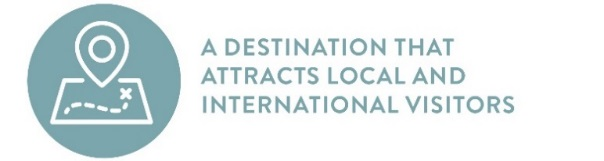 A DESTINATION THAT
ATTRACTS LOCAL AND
INTERNATIONAL VISITORS